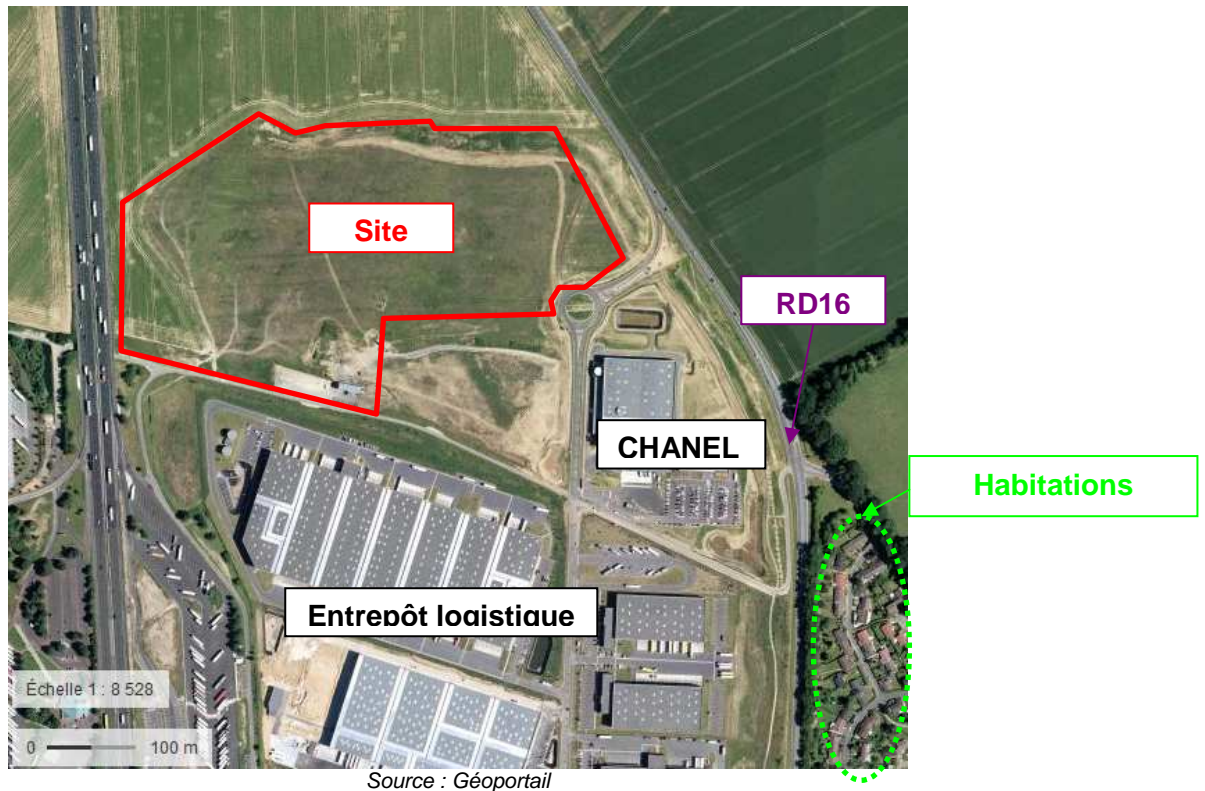 Site
RD16
CHANEL
Habitations
Entrepôt logistique
Échelle 1 : 8 528
0 100 m
Source : Géoportail